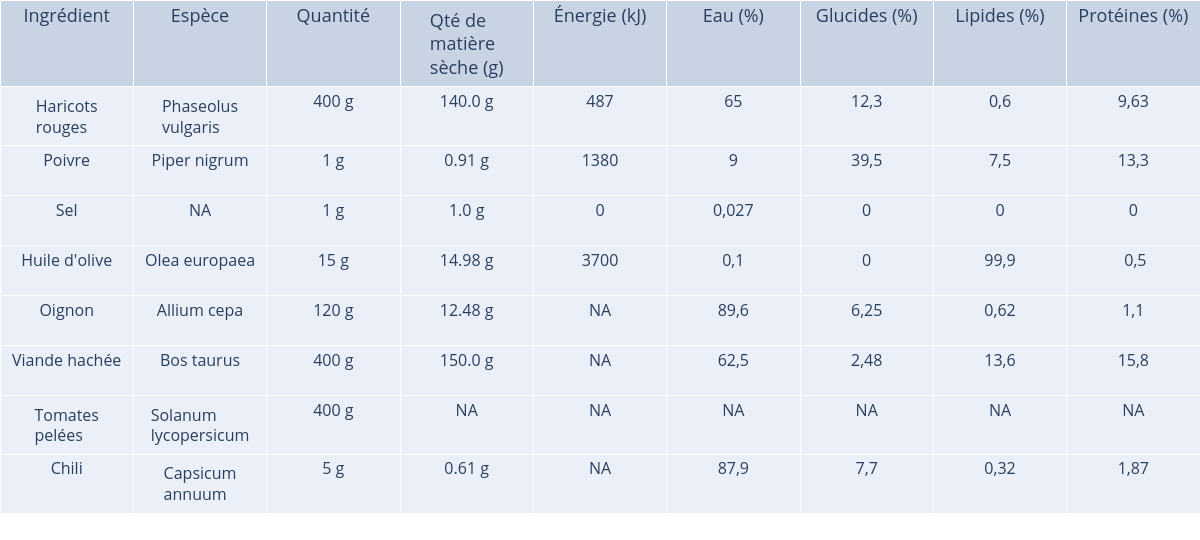 Ingrédient Espèce Quantité Qté de matière sèche (g) Énergie (kJ) Eau (%) Glucides (%) Lipides (%) Protéines (%)
Haricots rouges Phaseolus vulgaris 400 g 140.0 g 487 65 12,3 0,6 9,63
Poivre Piper nigrum 1 g 0.91 g 1380 9 39,5 7,5 13,3
Sel NA 1 g 1.0 g 0 0,027 0 0 0
Huile d'olive Olea europaea 15 g 14.98 g 3700 0,1 0 99,9 0,5
Oignon Allium cepa 120 g 12.48 g NA 89,6 6,25 0,62 1,1
Viande hachée Bos taurus 400 g 150.0 g NA 62,5 2,48 13,6 15,8
Tomates pelées Solanum lycopersicum 400 g NA NA NA NA NA NA
Chili Capsicum annuum 5 g 0.61 g NA 87,9 7,7 0,32 1,87